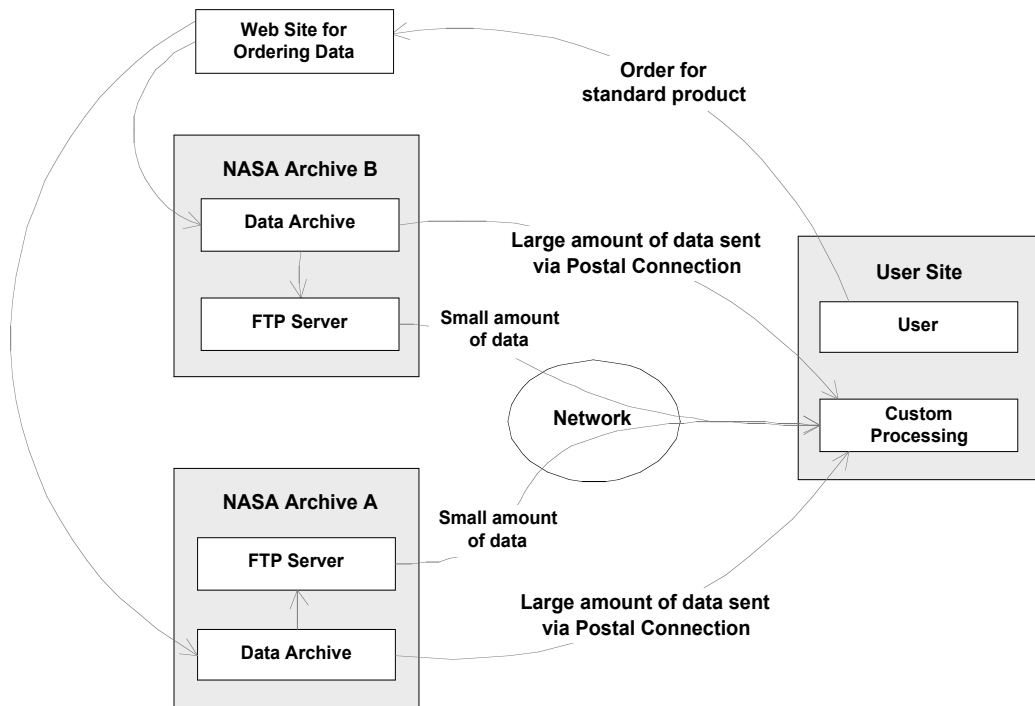 Web Site for
Ordering Data
Order for
standard product
NASA Archive B
Data Archive
FTP Server
Large amount of data sent
via Postal Connection
Small amount
of data
User Site
User
Custom
Processing
Network
NASA Archive A
FTP Server
Data Archive
Small amount
of data
Large amount of data sent
via Postal Connection